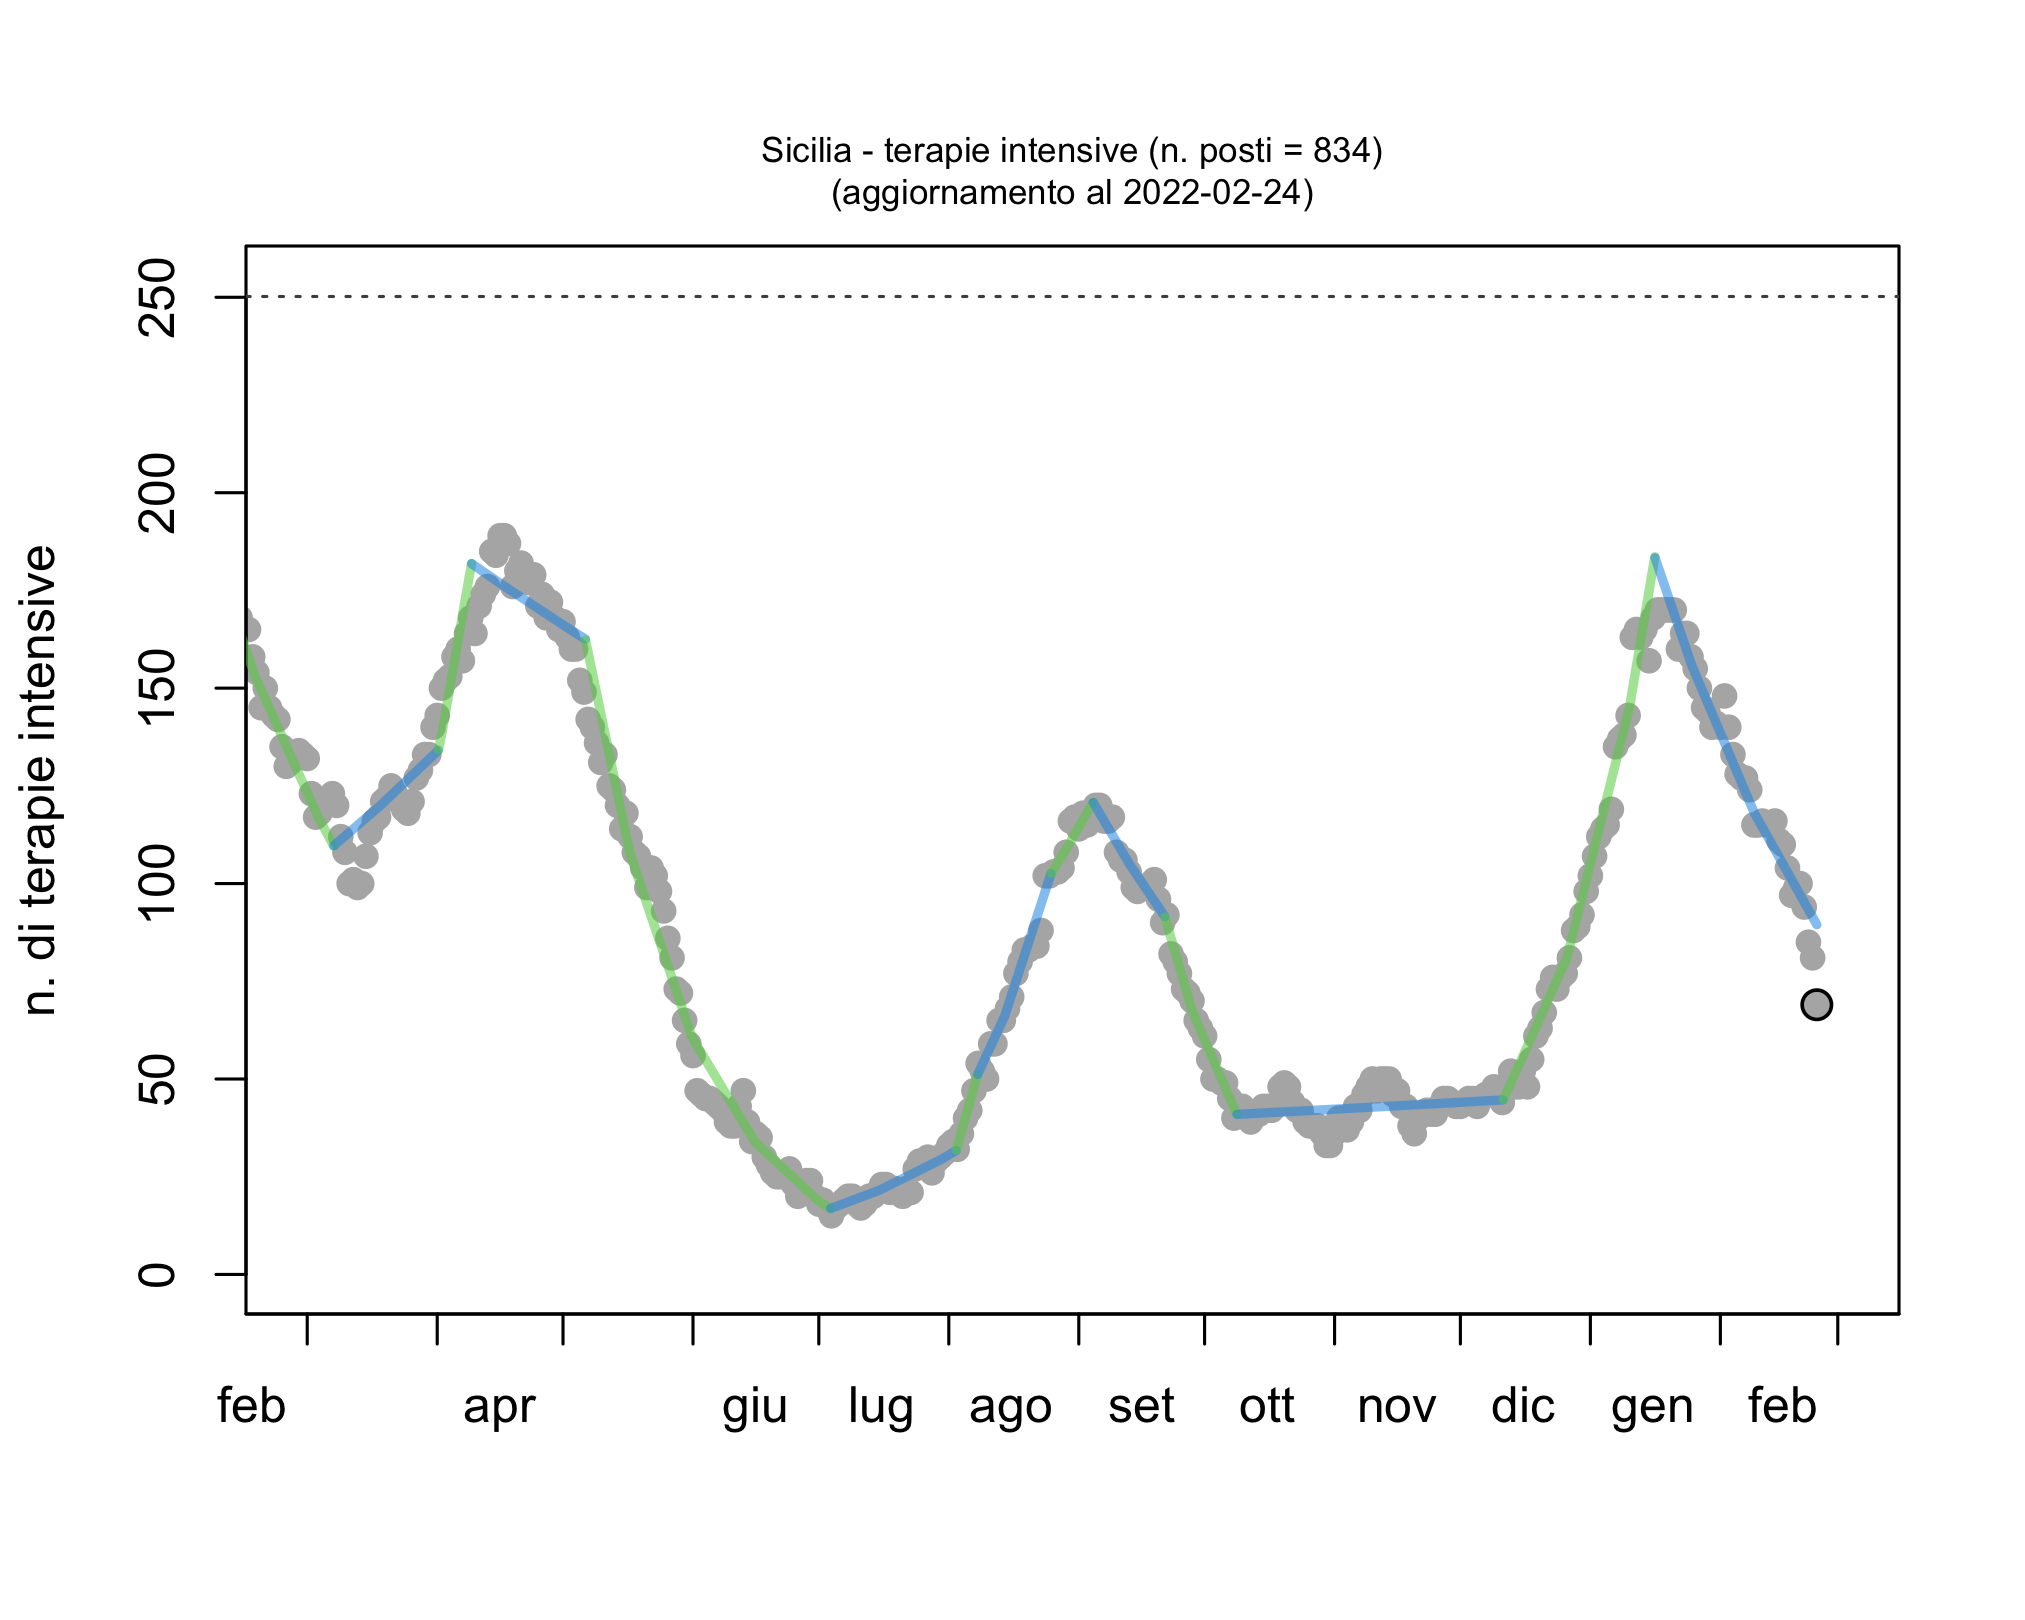 Sicilia - terapie intensive (n. posti = 834)
(aggiornamento al 2022-02-24)
n. di terapie intensive
250
200
150
100
50
0
feb apr giu lug ago set ott nov dic gen feb